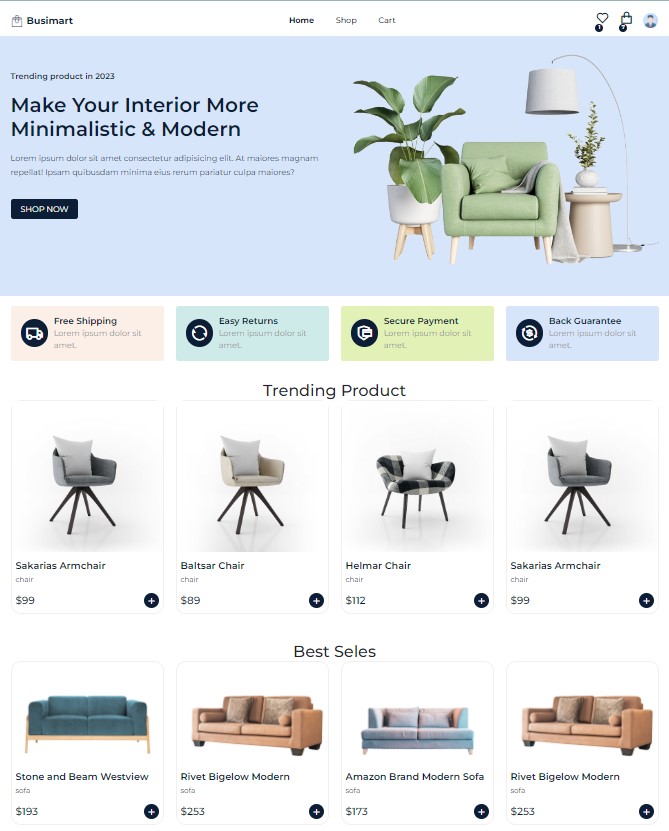 Busimart
Home Shop Cart
1
Trending product in 2023
Make Your Interior More
Minimalistic & Modern
Lorem ipsum dolor sit amet consectetur adipisicing elit. At maiores magnam
repellat! Ipsam quibusdam minima eius rerum pariatur culpa maiores?
SHOP NOW
Free Shipping
Lorem ipsum dolor sit
amet.
Easy Returns
Lorem ipsum dolor sit
amet.
Secure Payment
Lorem ipsum dolor sit
amet.
Back Guarantee
Lorem ipsum dolor sit
amet.
Trending Product
Sakarias Armchair
chair
$99
Baltsar Chair
chair
$89
Helmar Chair
chair
$112
Sakarias Armchair
chair
$99
Best Seles
Stone and Beam Westview
sofa
$193
Rivet Bigelow Modern
sofa
$253
Amazon Brand Modern Sofa
sofa
$173
Rivet Bigelow Modern
sofa
$253